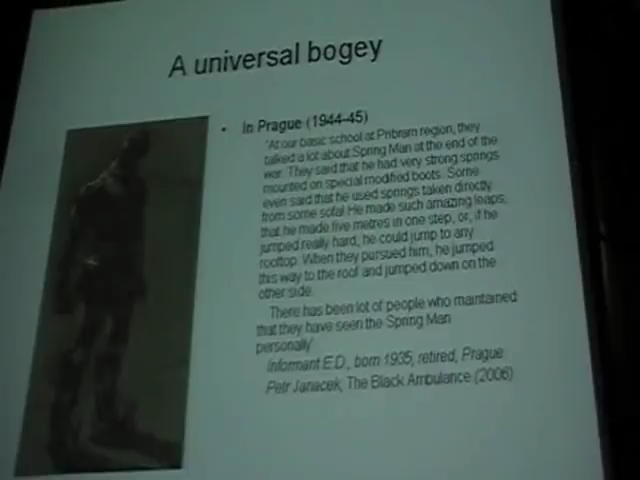 A universal bogey
• In Prague (1944-45)
"At our basic school at Pribram region, they
talked a lot about Spring Man at the end of the
war. They said that he had very strong springs
mounted on special modified boots. Some
even said that he used springs taken directly
from some sofa! He made such amazing leaps,
that he made five metres in one step, or, if he
jumped really hard, he could jump to any
rooftop. When they pursued him, he jumped
this way to the roof and jumped down on the
other side.
There has been lot of people who maintained
that they have seen the Spring Man
personally"
Informant E.D., born 1935, retired, Prague
Petr Janacek, The Black Ambulance (2006)